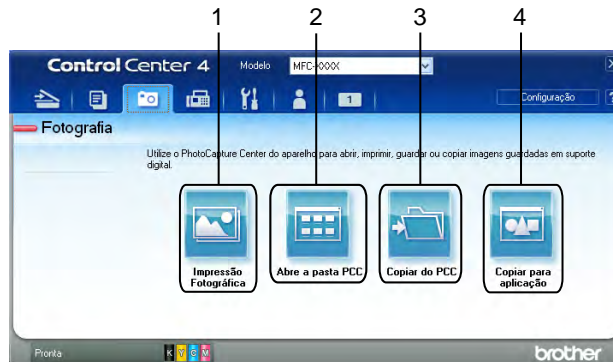 1 2 3 4
Control Center 4 Modelo MFC-XXXX
1 Configuração ?
Fotografia
Utilize o PhotoCapture Center do aparelho para abrir, imprimir, guardar ou copiar imagens guardadas em suporte
digital.
Impressão Fotográfica
Abre a pasta PCC
Copiar do PCC
Copiar para aplicação
Pronta K Y C M brother